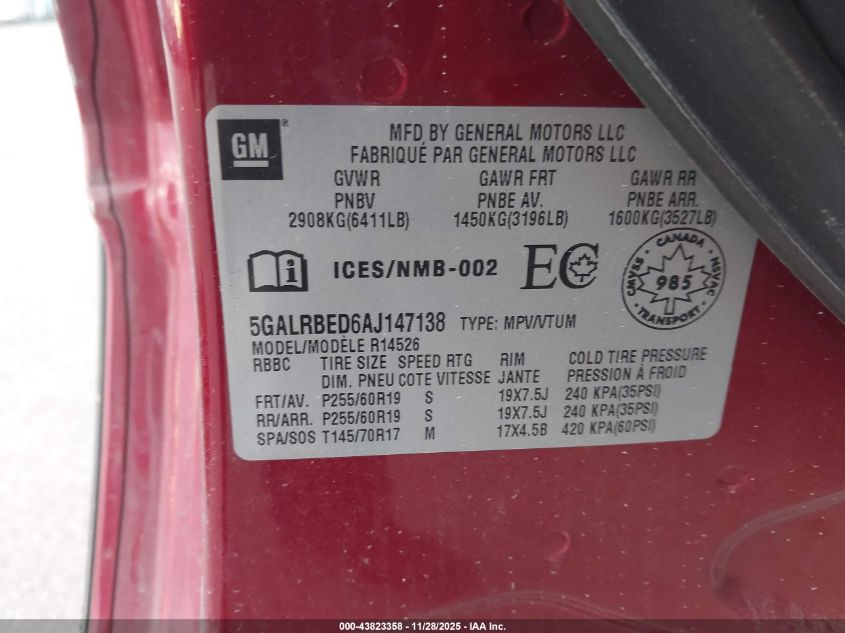 GM ®
MFD BY GENERAL MOTORS LLC
FABRIQUÉ PAR GENERAL MOTORS LLC
GVWR GAWR FRT GAWR RR
PNBV PNBE AV. PNBE ARR.
2908KG(6411LB) 1450KG(3196LB) 1600KG(3527LB)
i ICES/NMB-002 EC
CANADA
CMVSS 985 NSVAC
TRANSPORT
5GALRBED6AJ147138 TYPE: MPV/VTUM
MODEL/MODÈLE R14526
RBBC TIRE SIZE SPEED RTG RIM COLD TIRE PRESSURE
DIM. PNEU COTE VITESSE JANTE PRESSION À FROID
FRT/AV. P255/60R19 S 19X7.5J 240 KPA(35PSI)
RR/ARR. P255/60R19 S 19X7.5J 240 KPA(35PSI)
SPA/SOS T145/70R17 M 17X4.5B 420 KPA(60PSI)
000-43823358 — 11/28/2025 — IAA Inc.